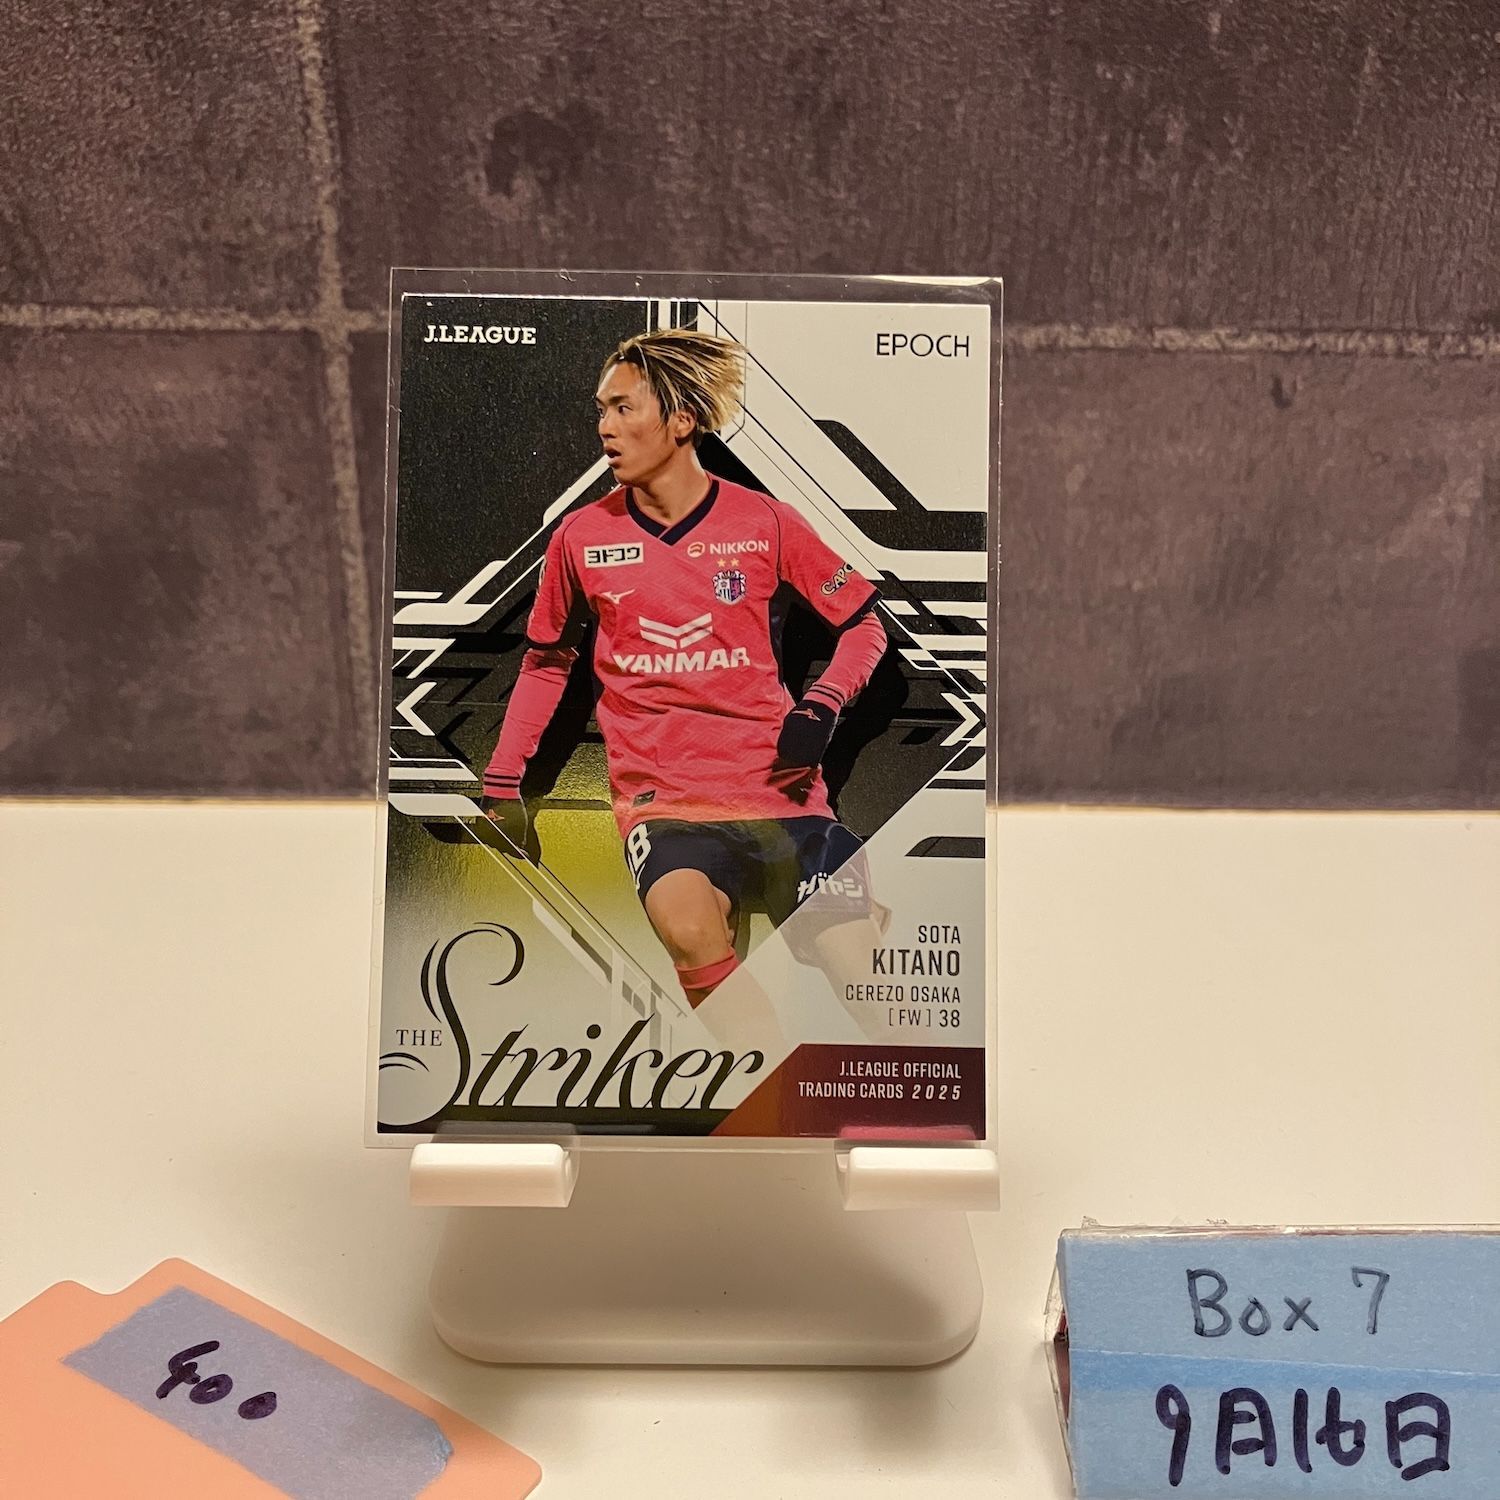 J.LEAGUE
EPOCH
ヨドコウ
NIKKON
YANMAR
8
SOTA
KITANO
CEREZO OSAKA
[FW] 38
THE Striker
J.LEAGUE OFFICIAL
TRADING CARDS 2025
400
Box 7
9月16日